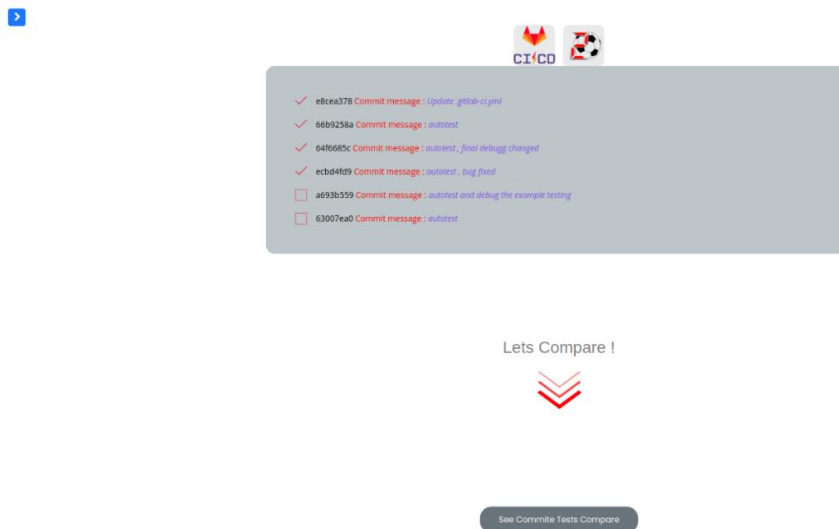 CI/CD
e8cea378 Commit message : Update .gitlab-ci.yml
66b9258a Commit message : autotest
64f6685c Commit message : autotest , final debugg changed
ecbd4fd9 Commit message : autotest , bug fixed
a693b559 Commit message : autotest and debug the example testing
63007ea0 Commit message : autotest
Lets Compare !
See Commite Tests Compare